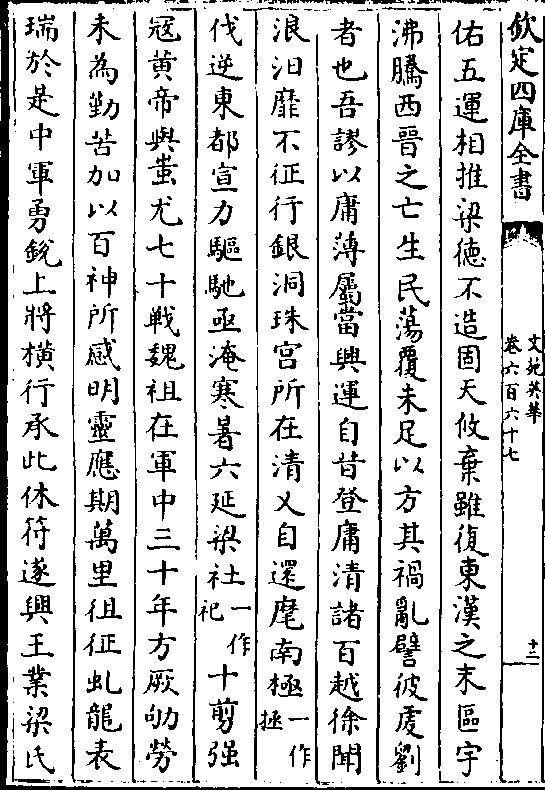 欽定四庫全書
文苑英華
卷六百六十七
十二
佑五運相推梁徳不造固天攸棄雖復東漢之末區宇
沸騰西晉之亡生民蕩覆未足以方其禍亂譬彼虔劉
者也吾謬以庸薄屬當興運自昔登庸清諸百越徐聞
浪泊靡不征行銀洞珠宫所在清乂自還麾南極一作拯
伐逆東都宣力驅馳亟淹寒暑六延梁社一作祀十剪强
冦黄帝與蚩尤七十戰魏祖在軍中三十年方厥劬勞
未為勤苦加以百神所感明靈應期萬里徂征虬龍表
瑞於是中軍勇銳上將横行承此休符遂興王業梁氏